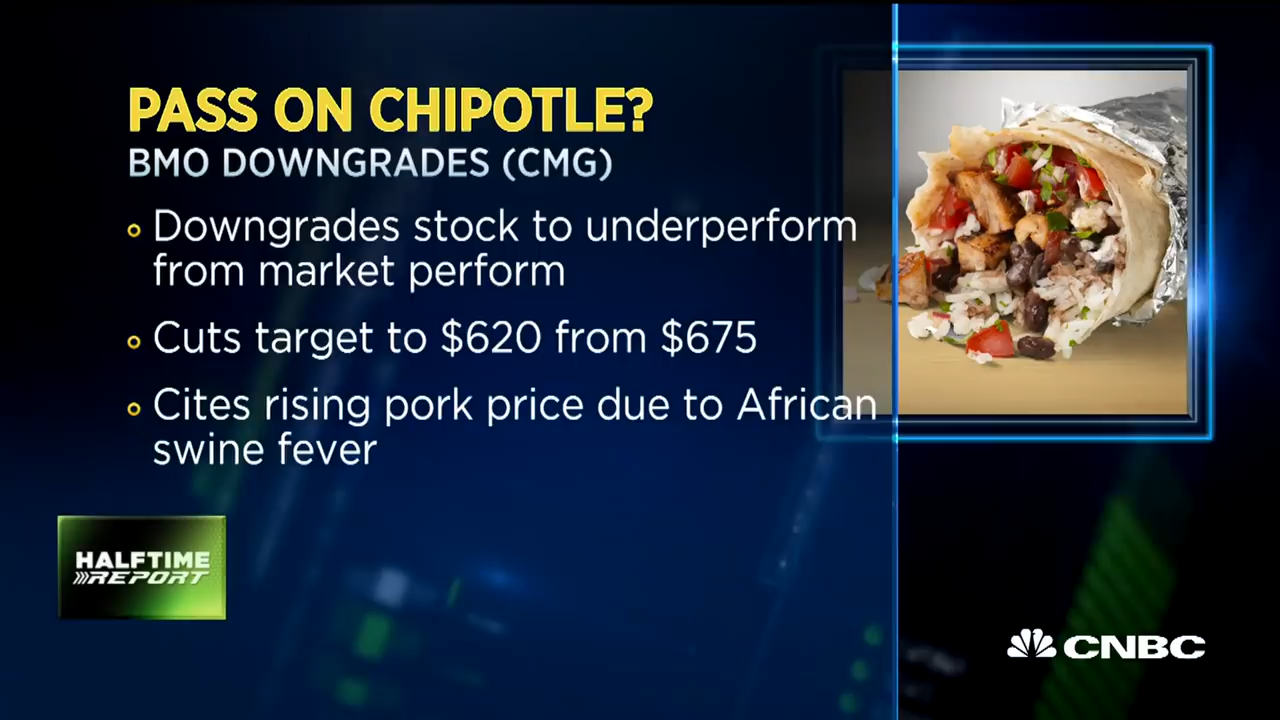 PASS ON CHIPOTLE?
BMO DOWNGRADES (CMG)
Downgrades stock to underperform
from market perform
Cuts target to $620 from $675
Cites rising pork price due to African
swine fever
HALFTIME
REPORT
CNBC